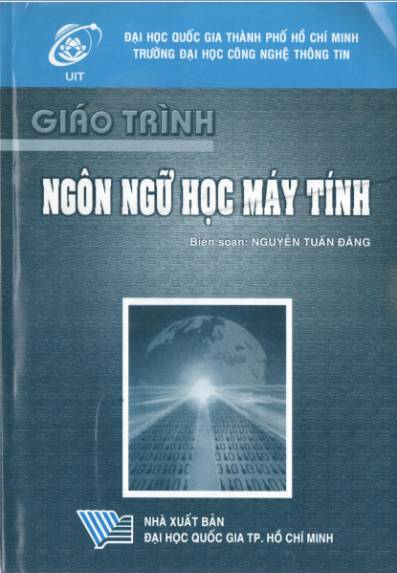 ĐẠI HỌC QUỐC GIA THÀNH PHỐ HỒ CHÍ MINH
TRƯỜNG ĐẠI HỌC CÔNG NGHỆ THÔNG TIN
UIT
GIÁO TRÌNH
NGÔN NGỮ HỌC MÁY TÍNH
Biên soạn: NGUYỄN TUẤN ĐĂNG
NHÀ XUẤT BẢN
ĐẠI HỌC QUỐC GIA TP. HỒ CHÍ MINH